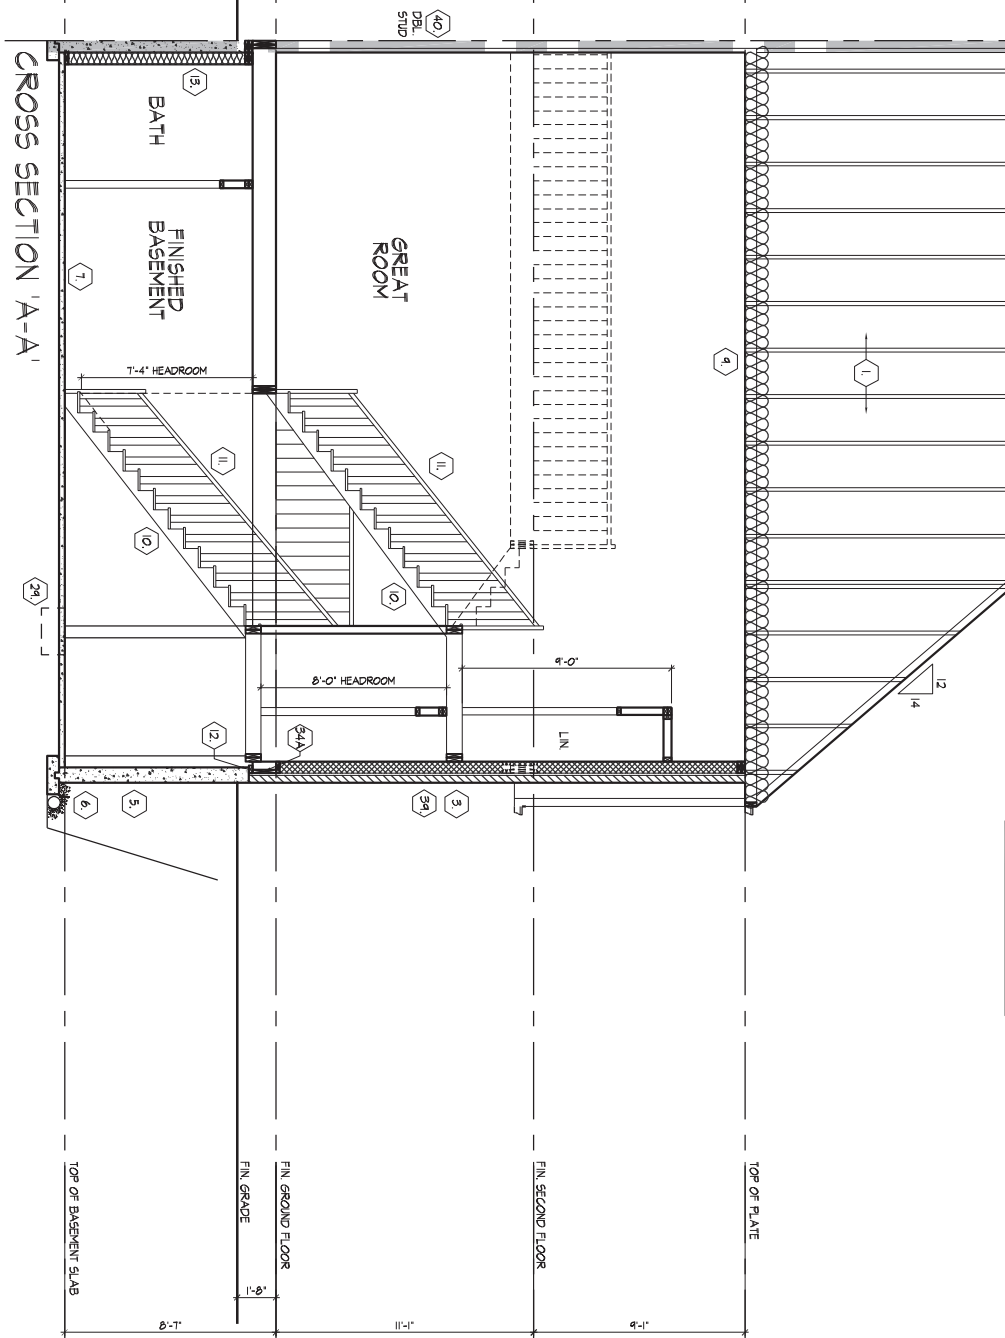 40.
DBL.
STUD
13.
BATH
FINISHED
BASEMENT
7.
GREAT
ROOM
9.
1.
7'-4" HEADROOM
11.
11.
10.
10.
29.
8'-0" HEADROOM
9'-0"
12
14
12.
34A
LIN.
6.
5.
39.
3.
CROSS SECTION 'A-A'
TOP OF PLATE
FIN. SECOND FLOOR
FIN. GROUND FLOOR
FIN. GRADE
TOP OF BASEMENT SLAB
9'-1"
11'-1"
1'-8"
8'-7"